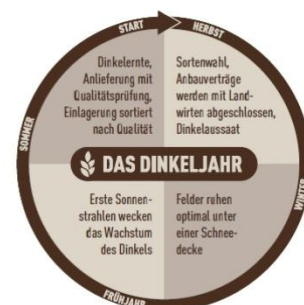 START
HERBST
Dinkelernte,
Anlieferung mit
Qualitätsprüfung,
Einlagerung sortiert
nach Qualität
Sortenwahl,
Anbauverträge
werden mit Land-
wirten abgeschlossen,
Dinkelaussaat
SOMMER
DAS DINKELJAHR
WINTER
Erste Sonnen-
strahlen wecken
das Wachstum
des Dinkels
Felder ruhen
optimal unter
einer Schnee-
decke
FRÜHJAHR